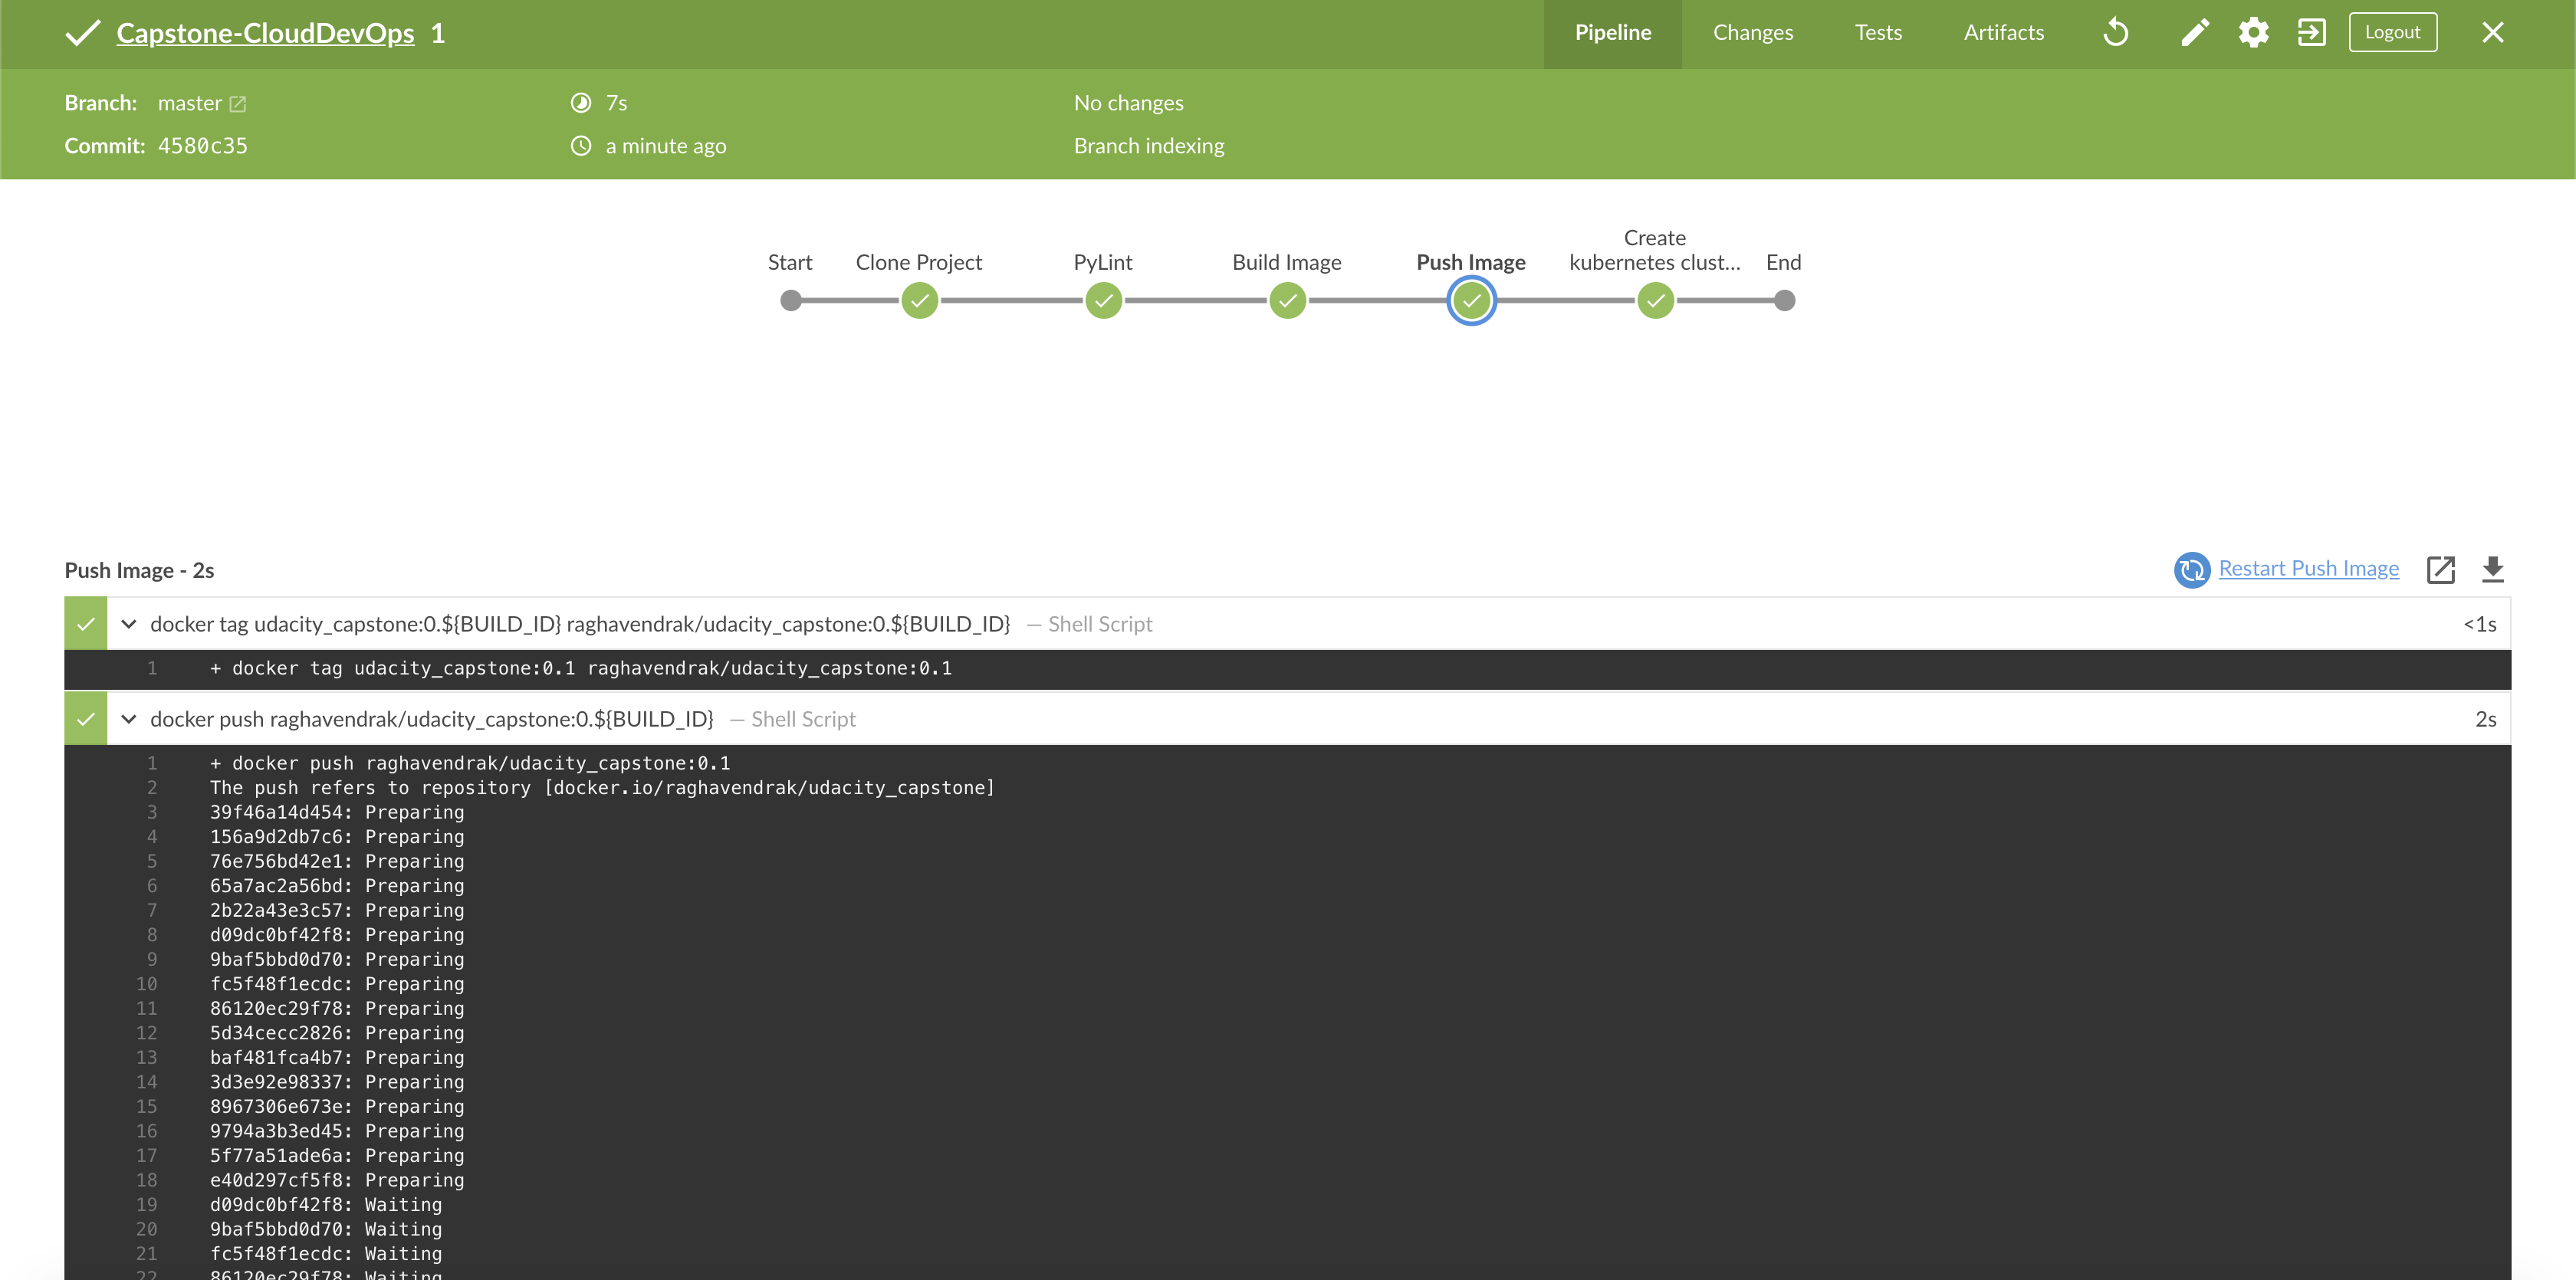 Capstone-CloudDevOps 1
Pipeline Changes Tests Artifacts Logout
Branch: master 7s No changes
Commit: 4580c35 a minute ago Branch indexing
Start Clone Project PyLint Build Image Push Image Create kubernetes clust... End
Push Image - 2s Restart Push Image
docker tag udacity_capstone:0.${BUILD_ID} raghavendrak/udacity_capstone:0.${BUILD_ID} — Shell Script <1s
1 + docker tag udacity_capstone:0.1 raghavendrak/udacity_capstone:0.1
docker push raghavendrak/udacity_capstone:0.${BUILD_ID} — Shell Script 2s
1 + docker push raghavendrak/udacity_capstone:0.1
2 The push refers to repository [docker.io/raghavendrak/udacity_capstone]
3 39f46a14d454: Preparing
4 156a9d2db7c6: Preparing
5 76e756bd42e1: Preparing
6 65a7ac2a56bd: Preparing
7 2b22a43e3c57: Preparing
8 d09dc0bf42f8: Preparing
9 9baf5bbd0d70: Preparing
10 fc5f48f1ecdc: Preparing
11 86120ec29f78: Preparing
12 5d34cecc2826: Preparing
13 baf481fca4b7: Preparing
14 3d3e92e98337: Preparing
15 8967306e673e: Preparing
16 9794a3b3ed45: Preparing
17 5f77a51ade6a: Preparing
18 e40d297cf5f8: Preparing
19 d09dc0bf42f8: Waiting
20 9baf5bbd0d70: Waiting
21 fc5f48f1ecdc: Waiting
22 86120ec29f78: Waiting